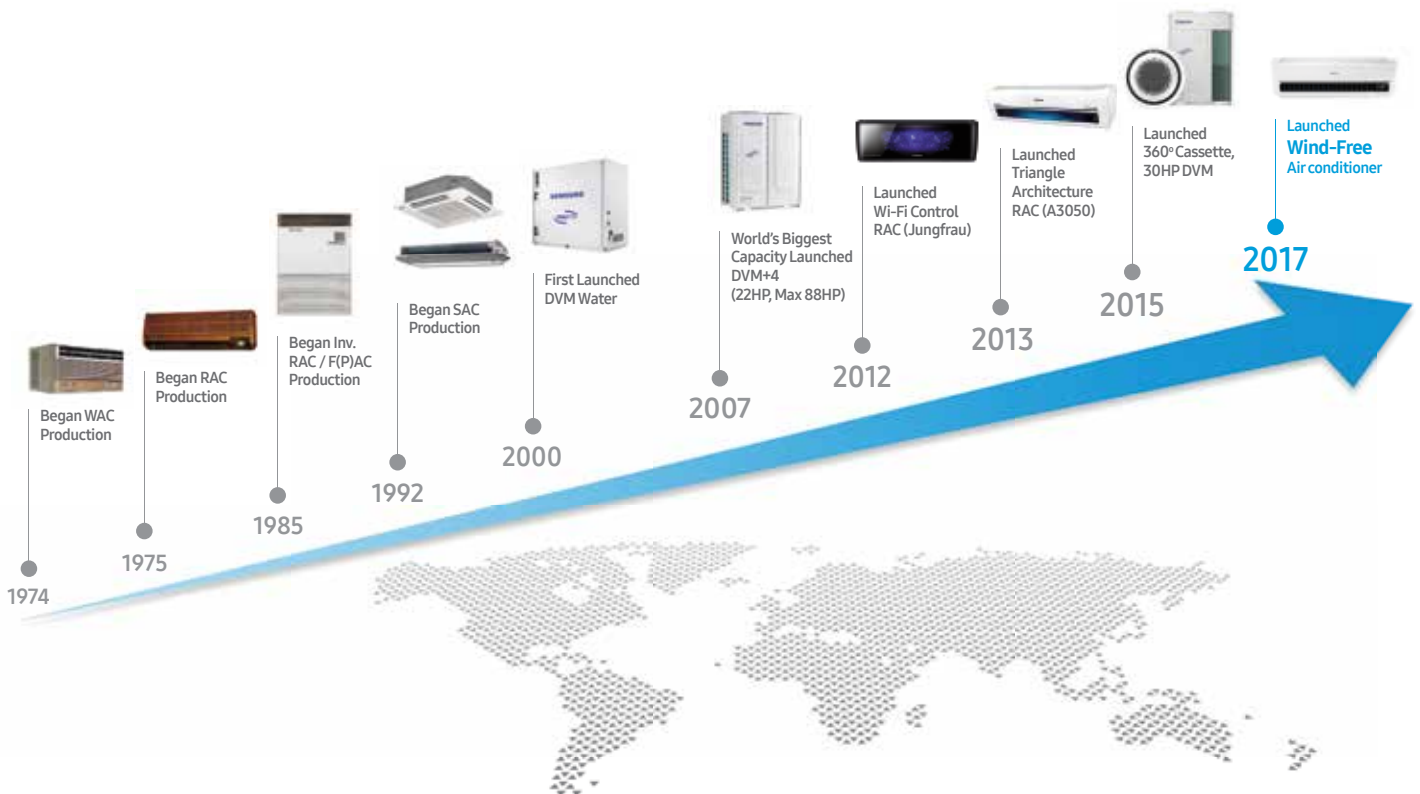 Began WAC
Production
1974
Began RAC
Production
1975
Began Inv.
RAC / F(P)AC
Production
1985
Began SAC
Production
1992
SAMSUNG
First Launched
DVM Water
2000
World's Biggest
Capacity Launched
DVM+4
(22HP, Max 88HP)
2007
Launched
Wi-Fi Control
RAC (Jungfrau)
2012
Launched
Triangle
Architecture
RAC (A3050)
2013
Launched
360° Cassette,
30HP DVM
2015
Launched
Wind-Free
Air conditioner
2017